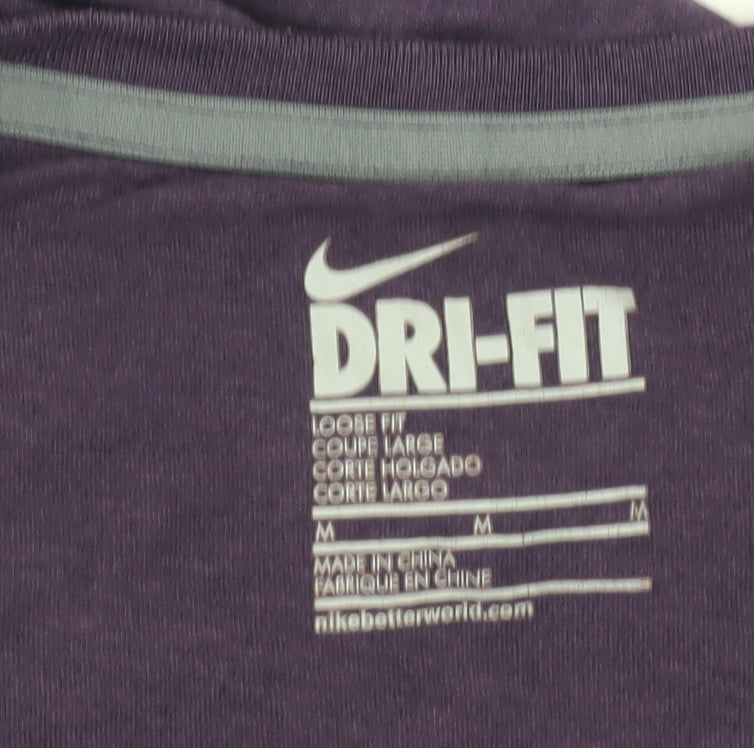 DRI-FIT
LOOSE FIT
COUPE LARGE
CORTE HOLGADO
CORTE LARGO
M M M
MADE IN CHINA
FABRIQUE EN CHINE
nikebetterworld.com